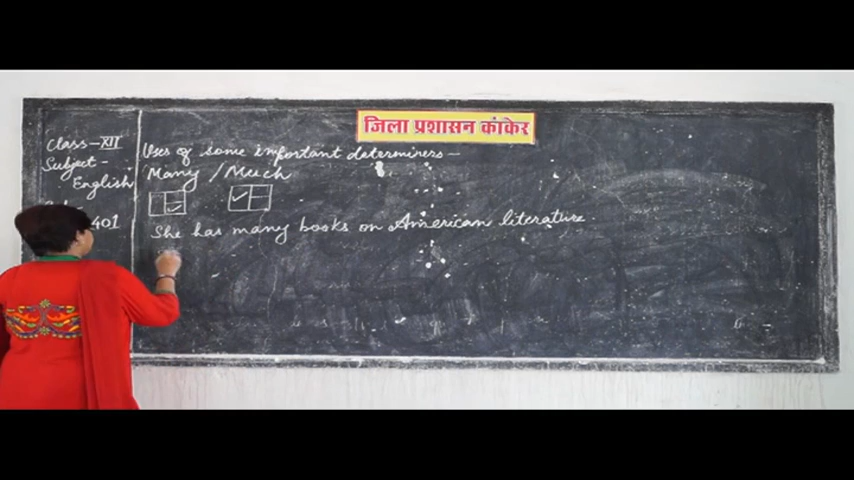 जिला प्रशासन कांकेर
Class-XII
Subject-
English
401
Uses of some important determiners-
Many / Much
She has many books on American literature.